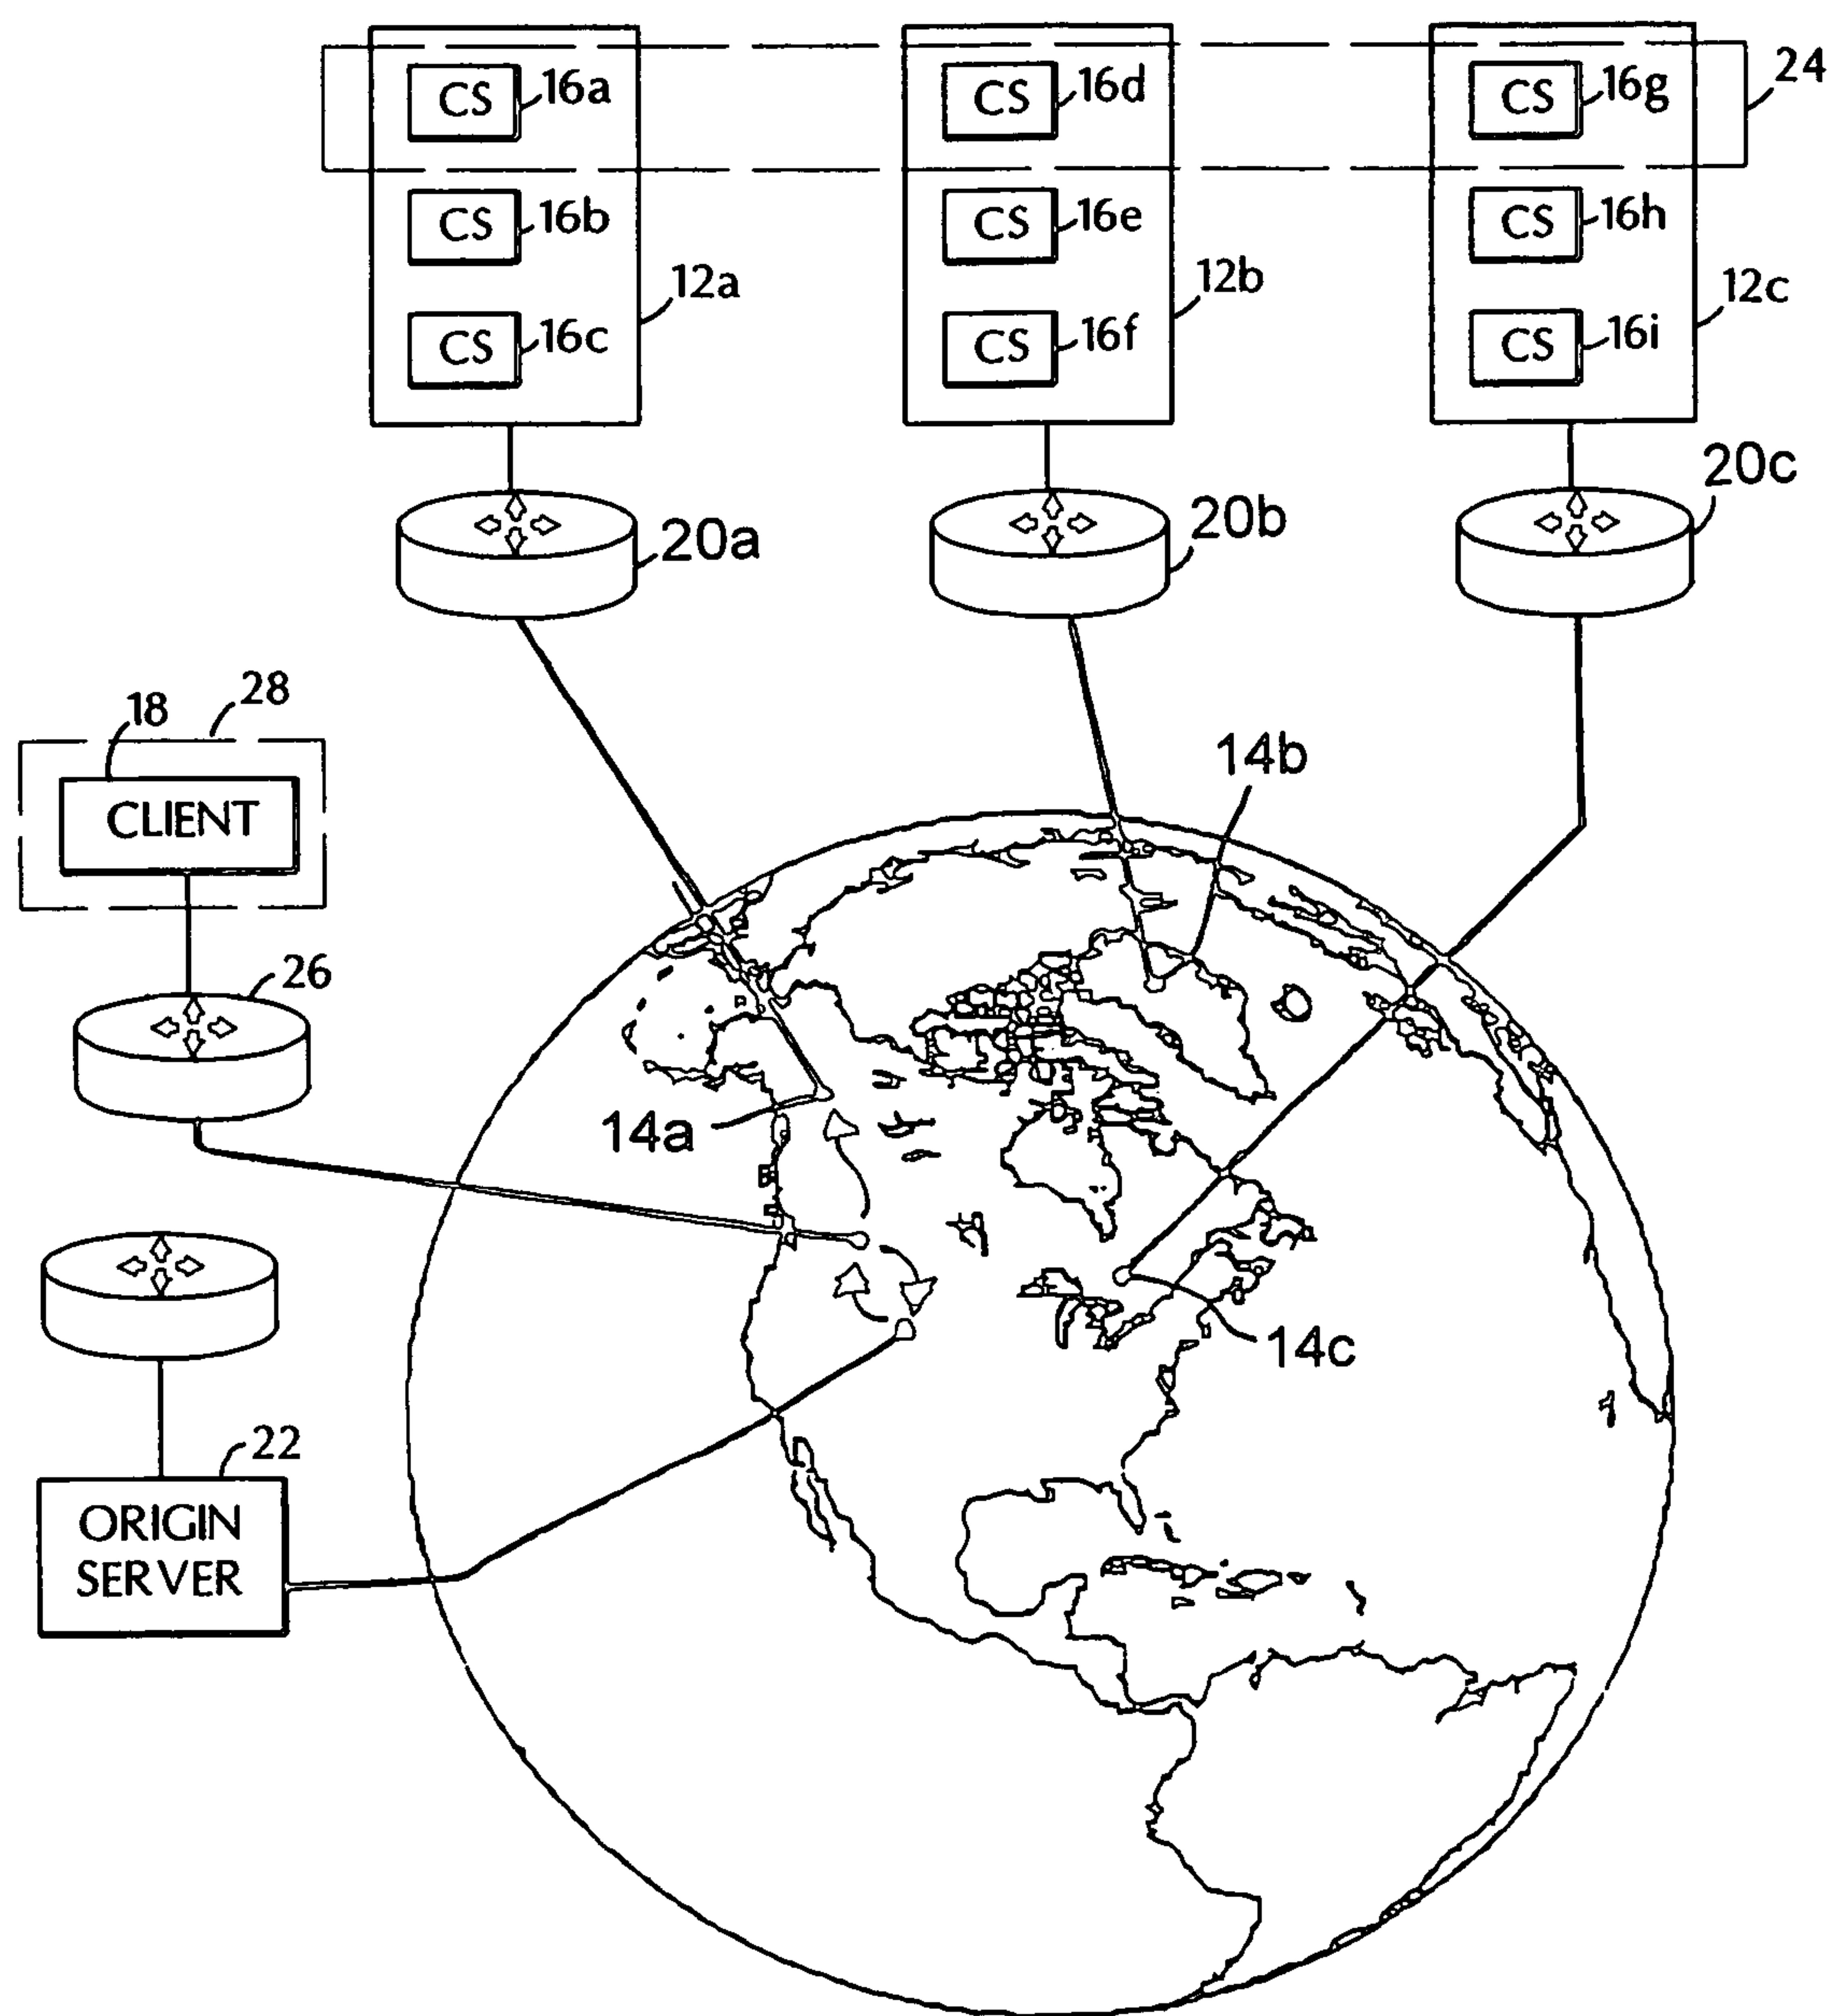 CS 16a CS 16d CS 16g 24
CS 16b CS 16e CS 16h
12a 12b 12c
CS 16c CS 16f CS 16i
20a 20b 20c
18 28
CLIENT
14b
26
14a
14c
22
ORIGIN
SERVER